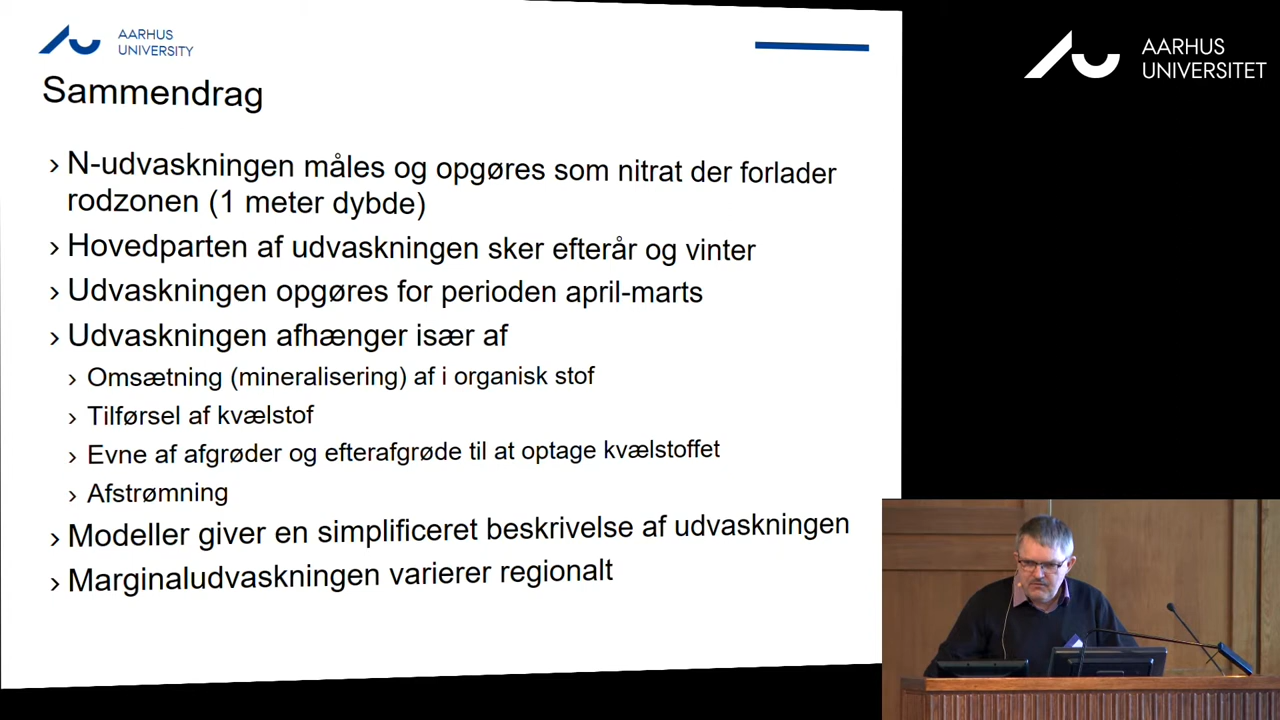 AARHUS
UNIVERSITY
Sammendrag
› N-udvaskningen måles og opgøres som nitrat der forlader
rodzonen (1 meter dybde)
› Hovedparten af udvaskningen sker efterår og vinter
› Udvaskningen opgøres for perioden april-marts
› Udvaskningen afhænger især af
› Omsætning (mineralisering) af i organisk stof
› Tilførsel af kvælstof
› Evne af afgrøder og efterafgrøde til at optage kvælstoffet
› Afstrømning
› Modeller giver en simplificeret beskrivelse af udvaskningen
› Marginaludvaskningen varierer regionalt
AARHUS
UNIVERSITET